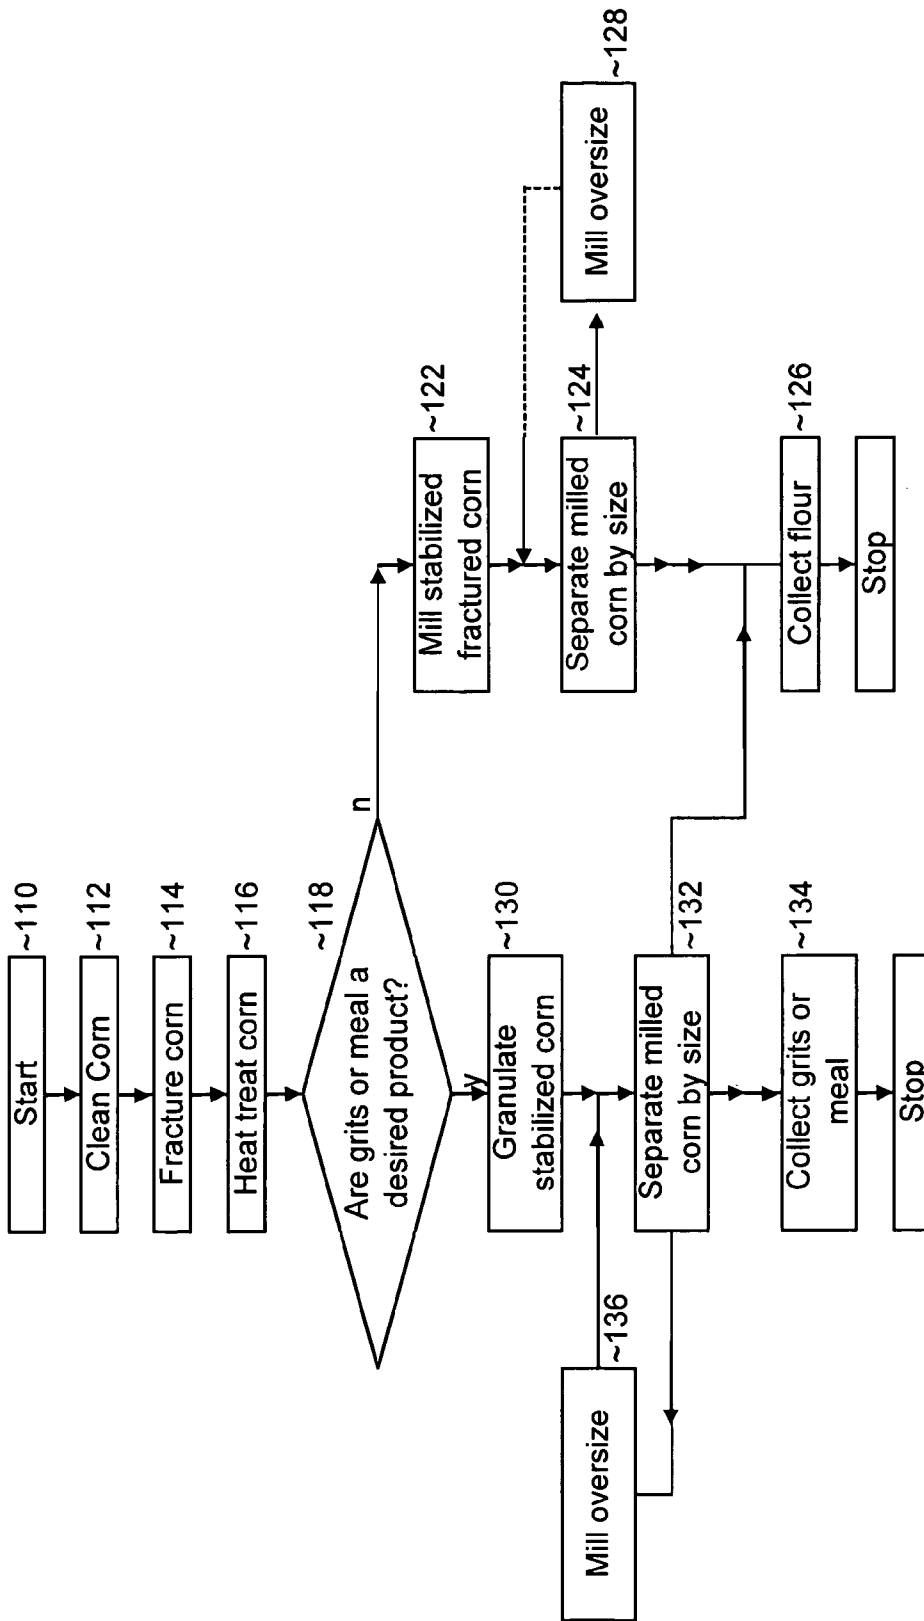 Start
~110
Clean Corn
~112
Fracture corn
~114
Heat treat corn
~116
Are grits or meal a
desired product?
~118
n
y
Mill stabilized
fractured corn
~122
Separate milled
corn by size
~124
Mill oversize
~128
Collect flour
~126
Stop
Granulate
stabilized corn
~130
Separate milled
corn by size
~132
Mill oversize
~136
Collect grits or
meal
~134
Stop